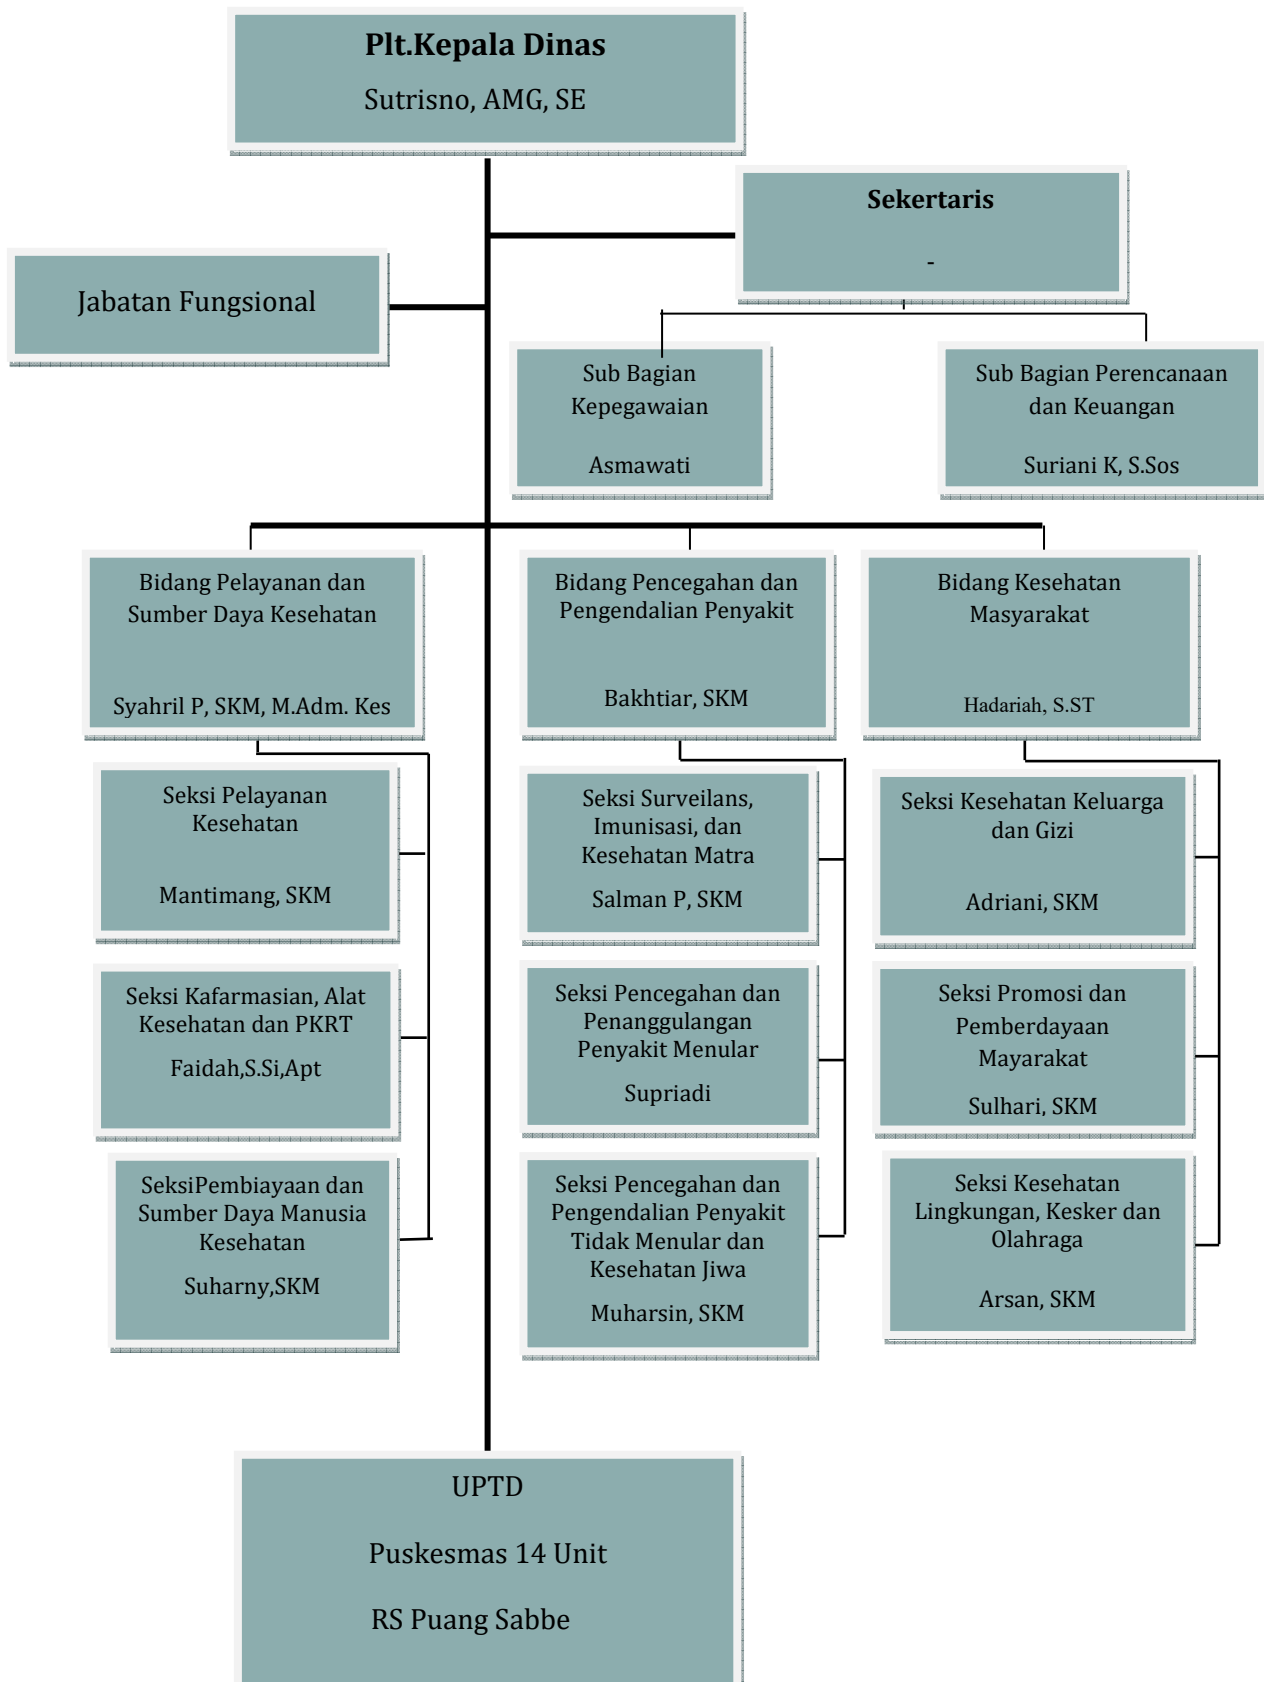 Plt.Kepala Dinas
Sutrisno, AMG, SE
Sekertaris
-
Jabatan Fungsional
Sub Bagian
Kepegawaian
Asmawati
Sub Bagian Perencanaan
dan Keuangan
Suriani K, S.Sos
Bidang Pelayanan dan
Sumber Daya Kesehatan
Syahril P, SKM, M.Adm. Kes
Bidang Pencegahan dan
Pengendalian Penyakit
Bakhtiar, SKM
Bidang Kesehatan
Masyarakat
Hadariah, S.ST
Seksi Pelayanan
Kesehatan
Mantimang, SKM
Seksi Surveilans,
Imunisasi, dan
Kesehatan Matra
Salman P, SKM
Seksi Kesehatan Keluarga
dan Gizi
Adriani, SKM
Seksi Kafarmasian, Alat
Kesehatan dan PKRT
Faidah,S.Si,Apt
Seksi Pencegahan dan
Penanggulangan
Penyakit Menular
Supriadi
Seksi Promosi dan
Pemberdayaan
Mayarakat
Sulhari, SKM
SeksiPembiayaan dan
Sumber Daya Manusia
Kesehatan
Suharny,SKM
Seksi Pencegahan dan
Pengendalian Penyakit
Tidak Menular dan
Kesehatan Jiwa
Muharsin, SKM
Seksi Kesehatan
Lingkungan, Kesker dan
Olahraga
Arsan, SKM
UPTD
Puskesmas 14 Unit
RS Puang Sabbe